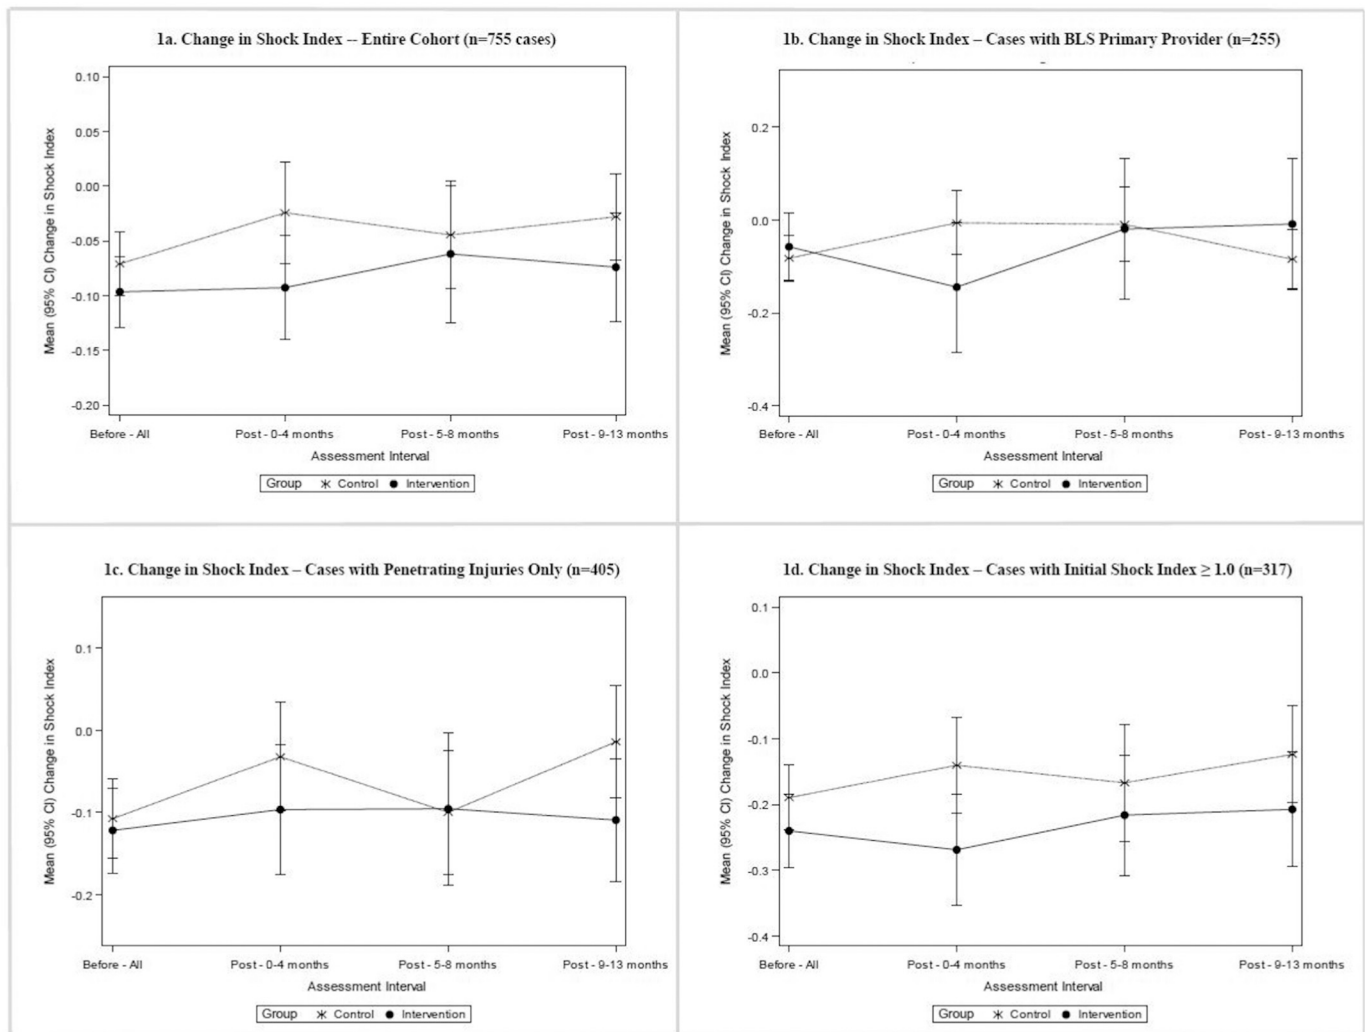 1a. Change in Shock Index -- Entire Cohort (n=755 cases)
Mean (95% CI) Change in Shock Index
0.10
0.05
0.00
-0.05
-0.10
-0.15
-0.20
Before - All
Post - 0-4 months
Post - 5-8 months
Post - 9-13 months
Assessment Interval
Group Control Intervention
1b. Change in Shock Index – Cases with BLS Primary Provider (n=255)
Mean (95% CI) Change in Shock Index
0.2
0.0
-0.2
-0.4
Before - All
Post - 0-4 months
Post - 5-8 months
Post - 9-13 months
Assessment Interval
Group Control Intervention
1c. Change in Shock Index – Cases with Penetrating Injuries Only (n=405)
Mean (95% CI) Change in Shock Index
0.1
0.0
-0.1
-0.2
Before - All
Post - 0-4 months
Post - 5-8 months
Post - 9-13 months
Assessment Interval
Group Control Intervention
1d. Change in Shock Index – Cases with Initial Shock Index ≥ 1.0 (n=317)
Mean (95% CI) Change in Shock Index
0.1
0.0
-0.1
-0.2
-0.3
-0.4
Before - All
Post - 0-4 months
Post - 5-8 months
Post - 9-13 months
Assessment Interval
Group Control Intervention